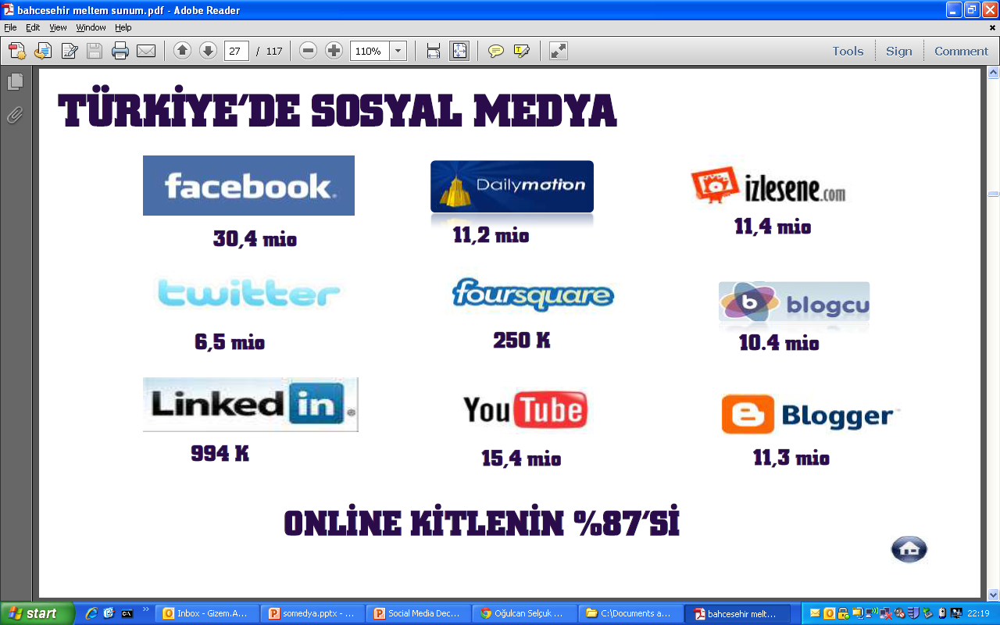 bahcesehir meltem sunum.pdf - Adobe Reader
File Edit View Window Help
27 / 117 110% Tools Sign Comment
TÜRKİYE'DE SOSYAL MEDYA
facebook.
Dailymotion
izlesene.com
30,4 mio
11,2 mio
11,4 mio
twitter
foursquare
b blogcu
6,5 mio
250 K
10.4 mio
Linked in
You Tube
Blogger
994 K
15,4 mio
11,3 mio
ONLİNE KİTLENİN %87'Sİ
start Inbox - Gizem.A... somedya.pptx - ... Social Media Dec... Oğulcan Selçuk ... C:\Documents a... bahcesehir melt... 22:19